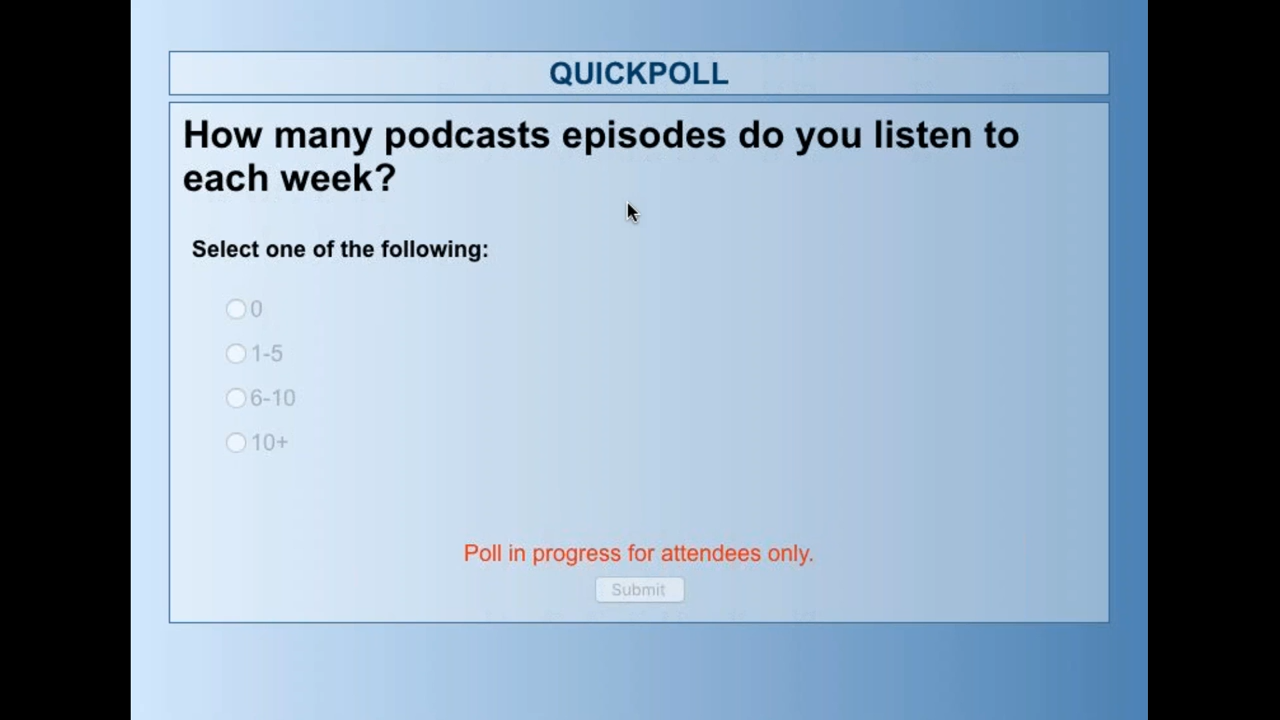 QUICKPOLL
How many podcasts episodes do you listen to
each week?
Select one of the following:
0
1-5
6-10
10+
Poll in progress for attendees only.
Submit